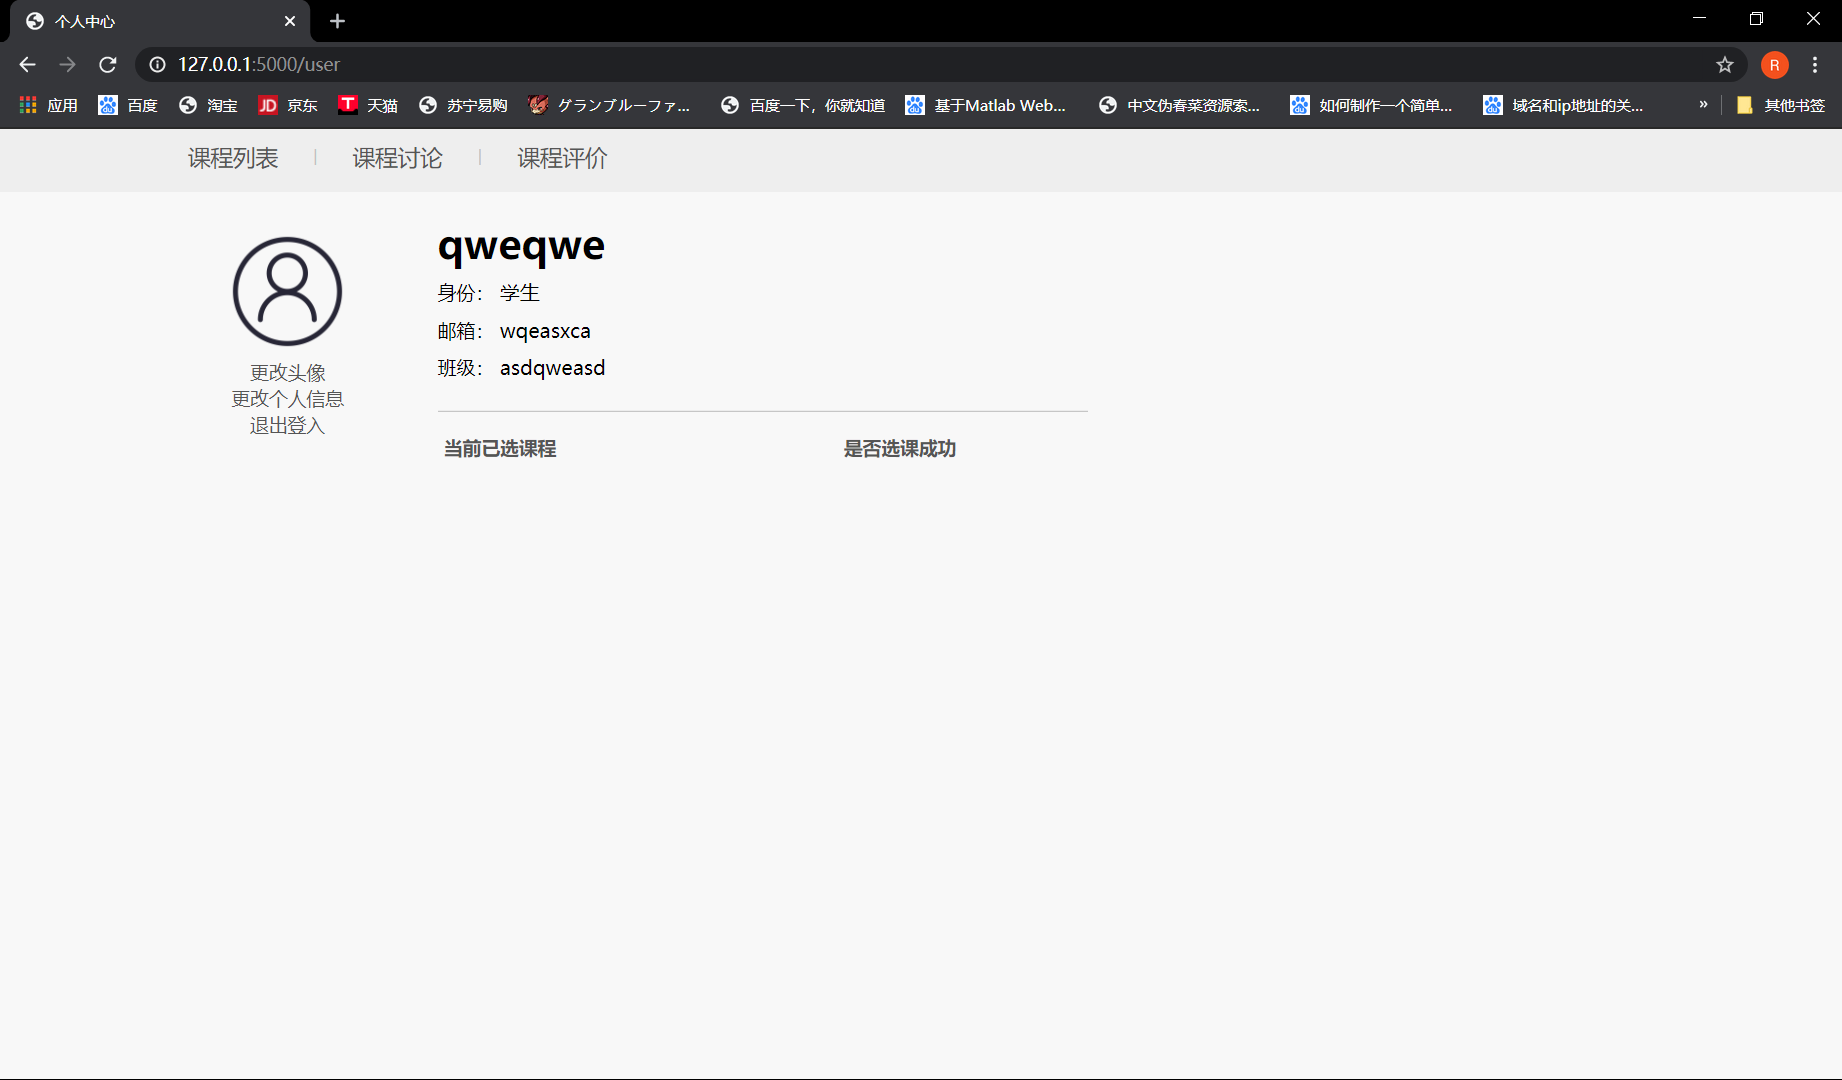 个人中心
127.0.0.1:5000/user
R
应用 百度 淘宝 JD 京东 T 天猫 苏宁易购 グランブルーファ... 百度一下，你就知道 基于Matlab Web... 中文伪春菜资源索... 如何制作一个简单... 域名和ip地址的关... » 其他书签
课程列表 | 课程讨论 | 课程评价
qweqwe
身份： 学生
邮箱： wqeasxca
班级： asdqweasd
更改头像
更改个人信息
退出登入
当前已选课程 是否选课成功